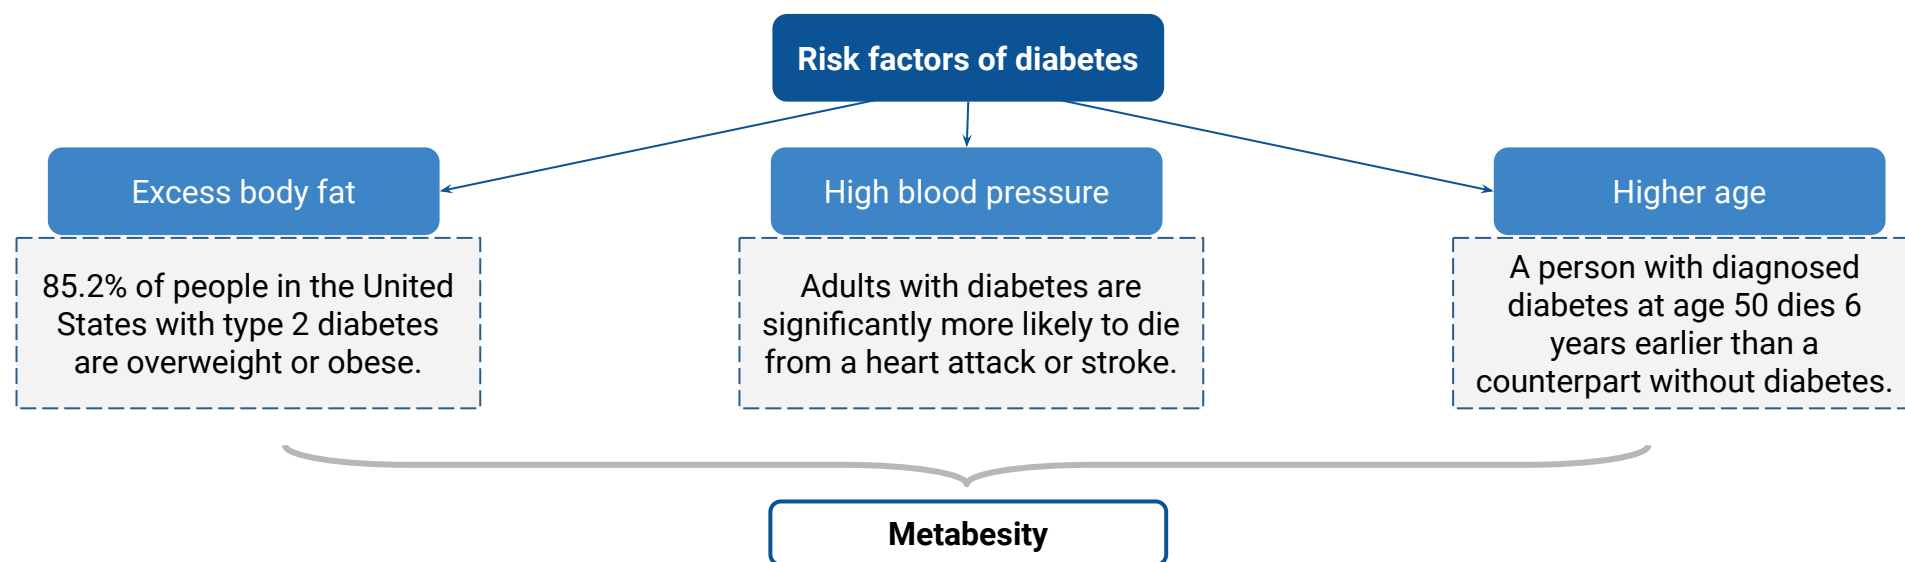 Risk factors of diabetes
Excess body fat
High blood pressure
Higher age
85.2% of people in the United
States with type 2 diabetes
are overweight or obese.
Adults with diabetes are
significantly more likely to die
from a heart attack or stroke.
A person with diagnosed
diabetes at age 50 dies 6
years earlier than a
counterpart without diabetes.
Metabesity